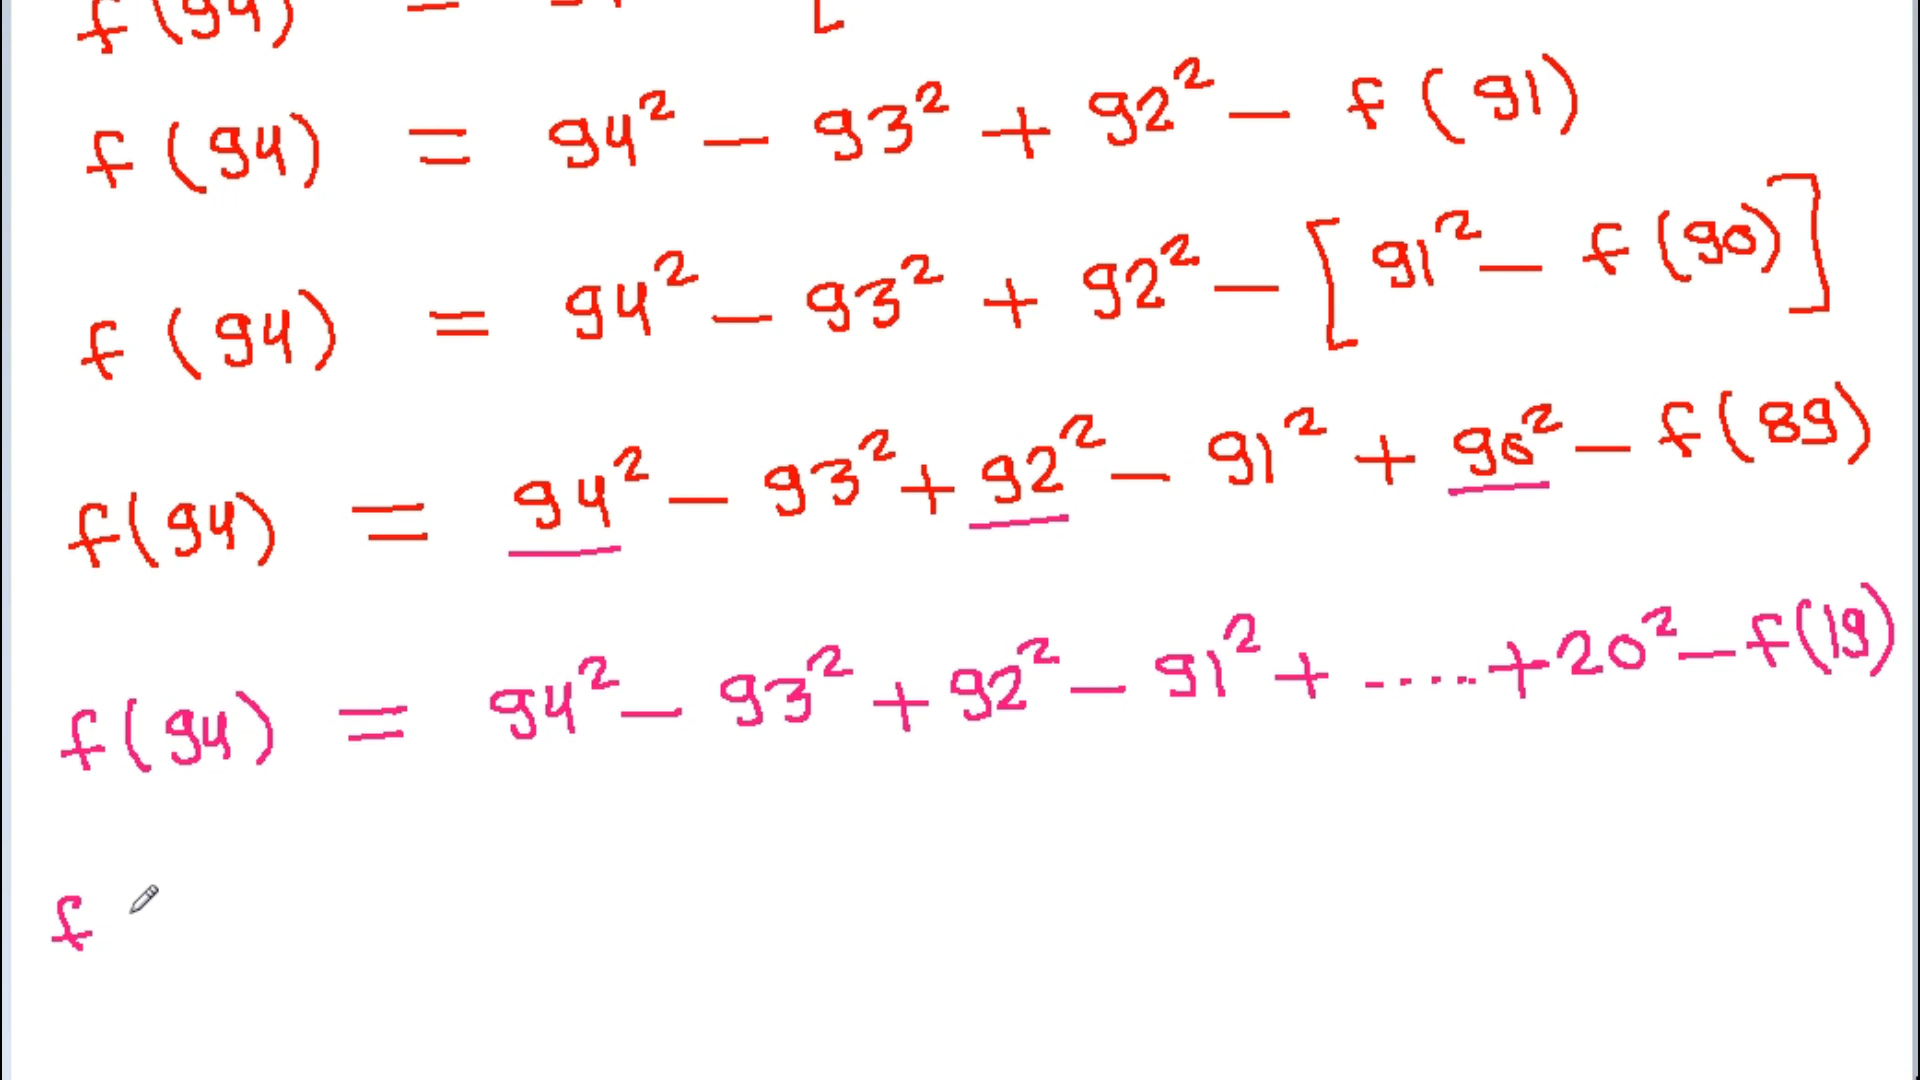 f(94) =
f(94) = 94² - 93² + 92² - f(91)
f(94) = 94² - 93² + 92² - [91² - f(90)]
f(94) = 94² - 93² + 92² - 91² + 90² - f(89)
f(94) = 94² - 93² + 92² - 91² + ..... + 20² - f(19)
f